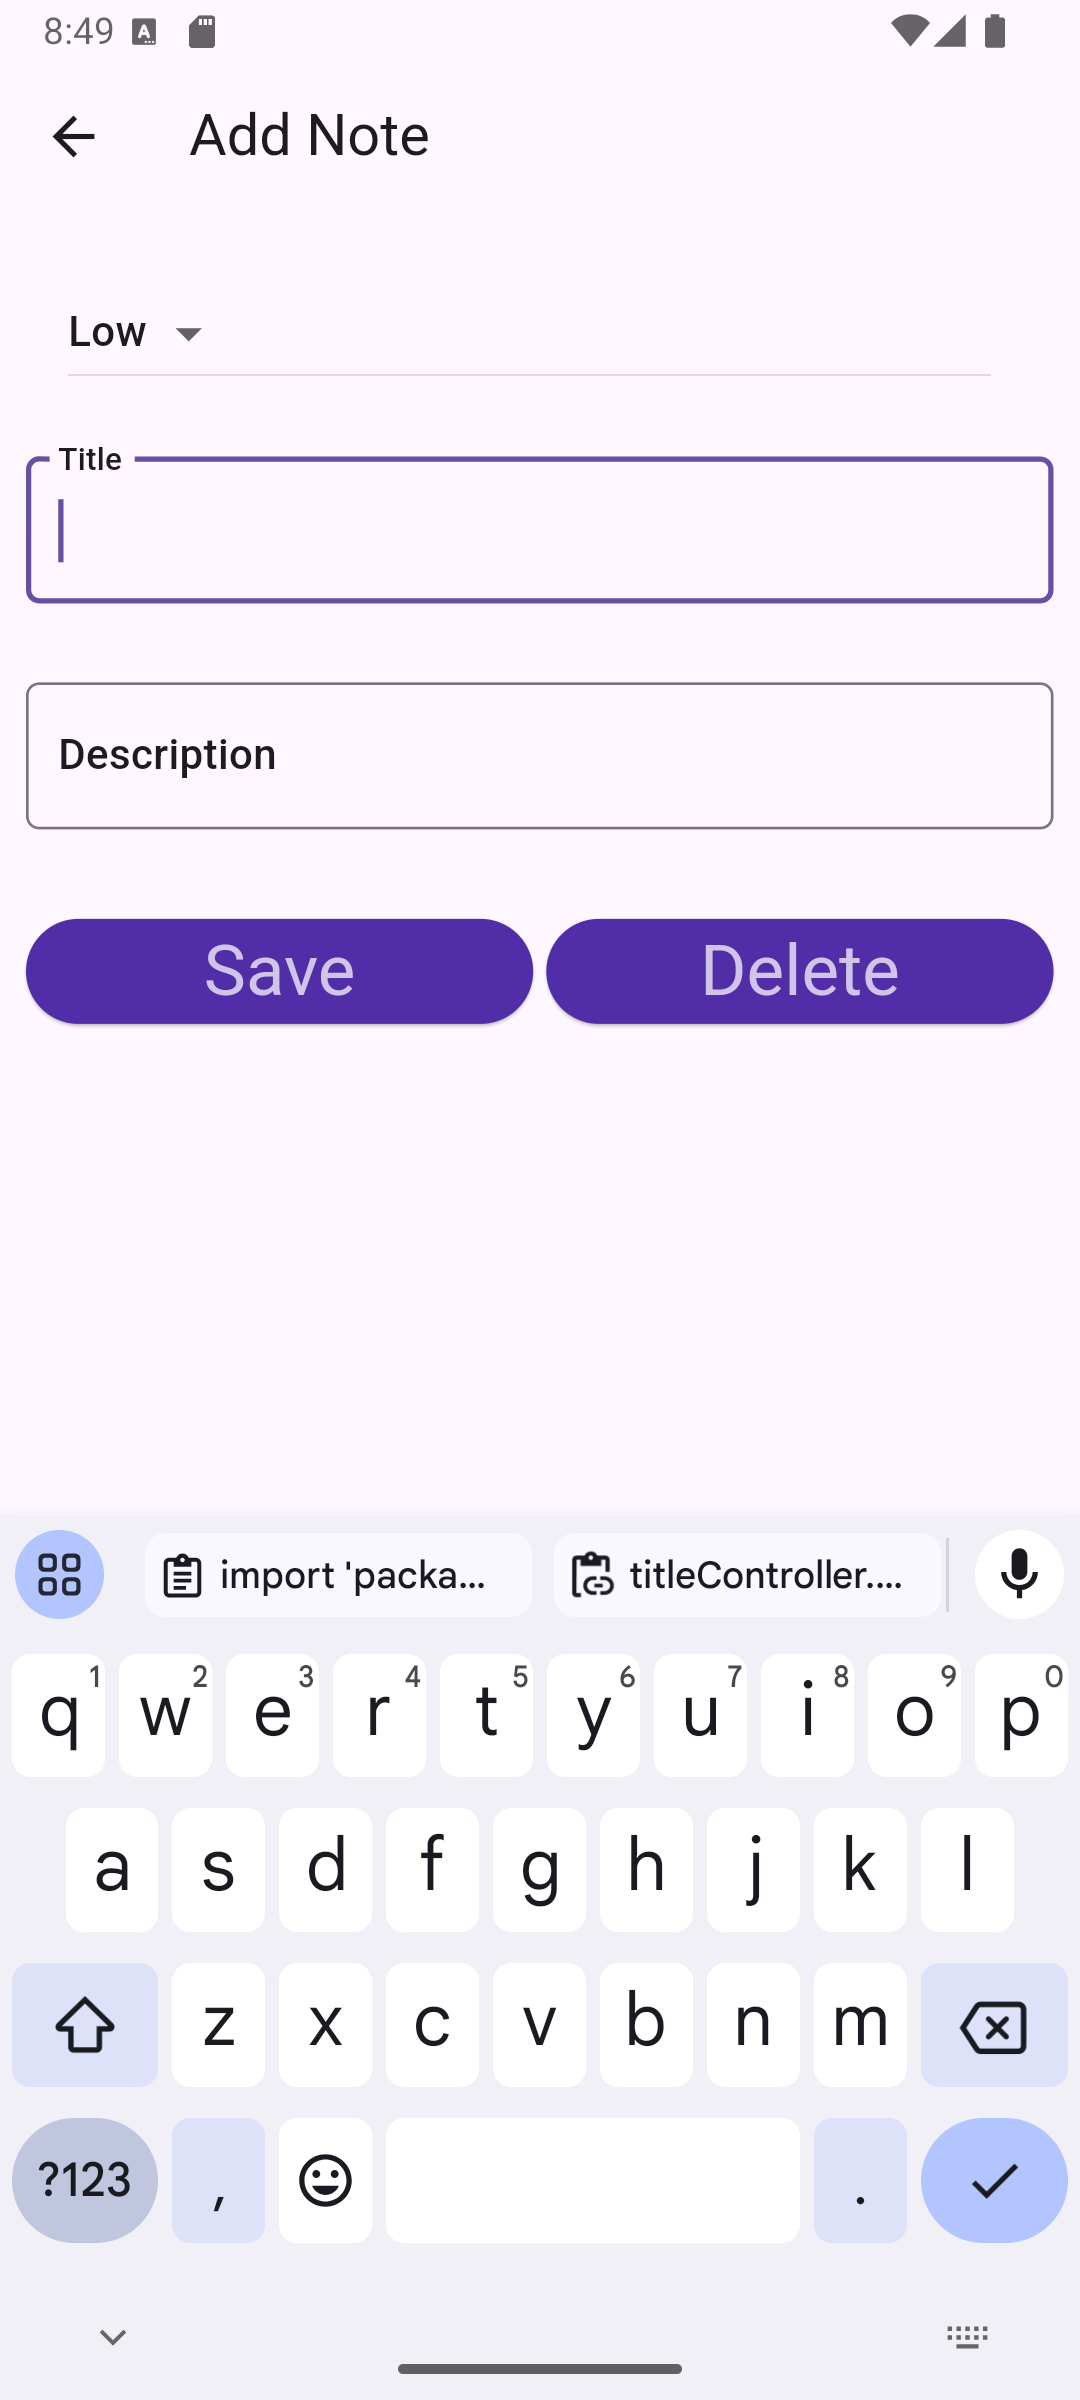 8:49
Add Note
Low
Title
Description
Save Delete
import 'packa... titleController....
q 1 w 2 e 3 r 4 t 5 y 6 u 7 i 8 o 9 p 0
a s d f g h j k l
z x c v b n m
?123 , .